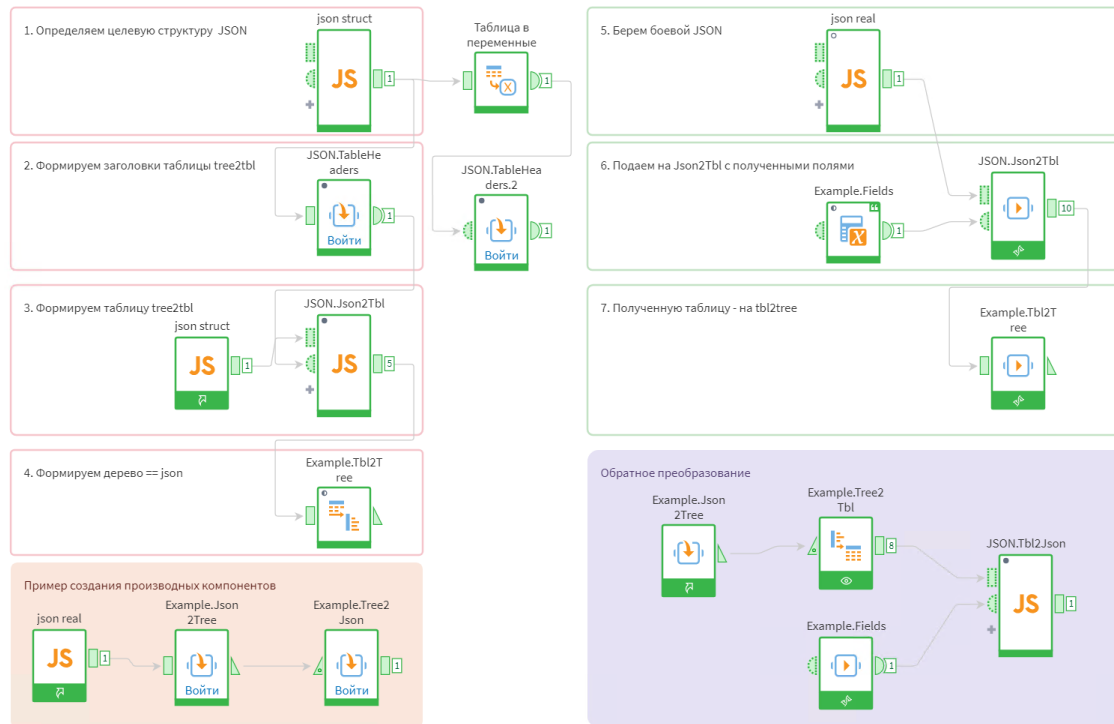 1. Определяем целевую структуру JSON
json struct
JS
1
Таблица в
переменные
X
1
2. Формируем заголовки таблицы tree2tbl
JSON.TableHe
aders
Войти
1
JSON.TableHea
ders.2
Войти
1
3. Формируем таблицу tree2tbl
json struct
JS
1
JSON.Json2Tbl
JS
5
4. Формируем дерево == json
Example.Tbl2T
ree
Пример создания производных компонентов
json real
JS
1
Example.Json
2Tree
Войти
Example.Tree2
Json
Войти
1
5. Берем боевой JSON
json real
JS
1
6. Подаем на Json2Tbl с полученными полями
Example.Fields
X
1
JSON.Json2Tbl
10
7. Полученную таблицу - на tbl2tree
Example.Tbl2T
ree
Обратное преобразование
Example.Json
2Tree
Example.Tree2
Tbl
8
Example.Fields
1
JSON.Tbl2Json
JS
1